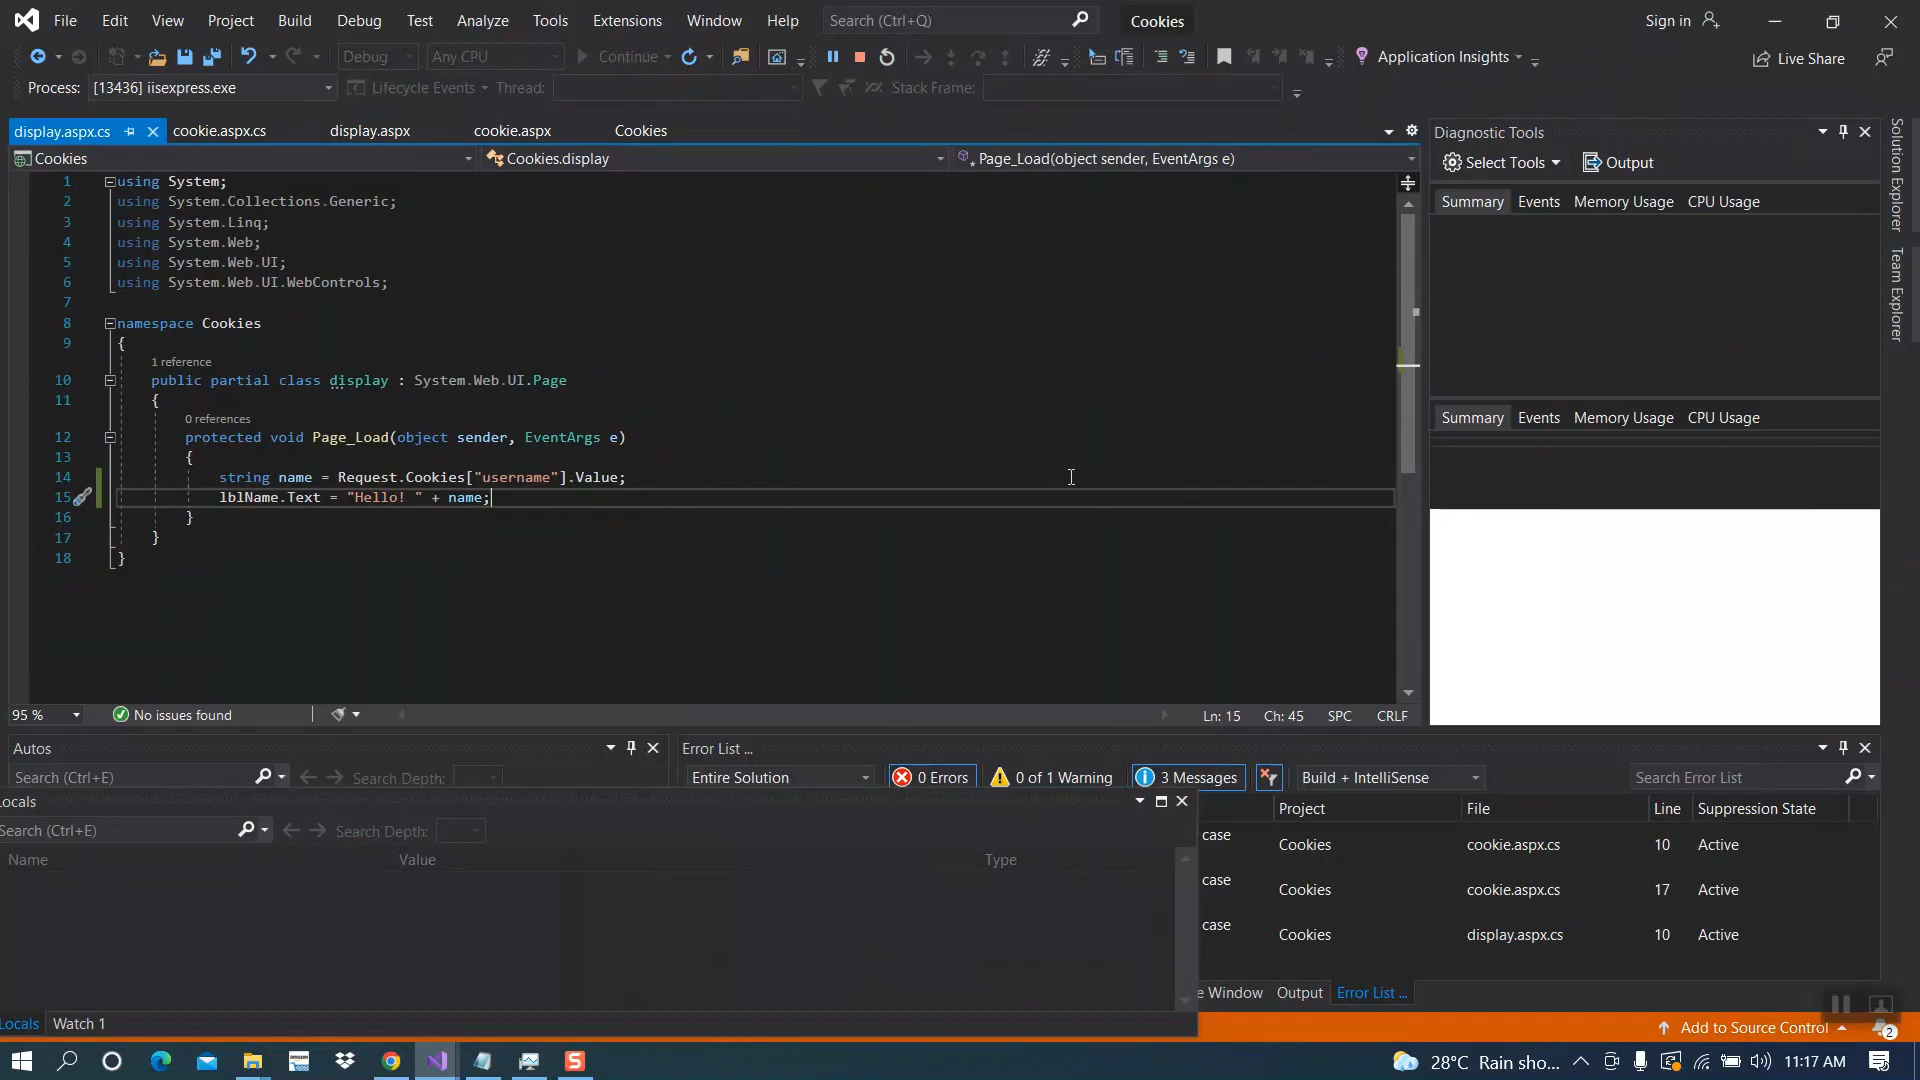 File Edit View Project Build Debug Test Analyze Tools Extensions Window Help Search (Ctrl+Q) Cookies Sign in
Debug Any CPU Continue Application Insights Live Share
Process: [13436] iisexpress.exe Lifecycle Events Thread: Stack Frame:
display.aspx.cs cookie.aspx.cs display.aspx cookie.aspx Cookies
Cookies Cookies.display Page_Load(object sender, EventArgs e)
1 using System;
2 using System.Collections.Generic;
3 using System.Linq;
4 using System.Web;
5 using System.Web.UI;
6 using System.Web.UI.WebControls;
7
8 namespace Cookies
9 {
1 reference
10 public partial class display : System.Web.UI.Page
11 {
0 references
12 protected void Page_Load(object sender, EventArgs e)
13 {
14 string name = Request.Cookies["username"].Value;
15 lblName.Text = "Hello! " + name;
16 }
17 }
18 }
95 % No issues found Ln: 15 Ch: 45 SPC CRLF
Diagnostic Tools
Select Tools Output
Summary Events Memory Usage CPU Usage
Summary Events Memory Usage CPU Usage
Solution Explorer
Team Explorer
Autos
Search (Ctrl+E) Search Depth:
Error List ...
Entire Solution 0 Errors 0 of 1 Warning 3 Messages Build + IntelliSense Search Error List
Project File Line Suppression State
case Cookies cookie.aspx.cs 10 Active
case Cookies cookie.aspx.cs 17 Active
case Cookies display.aspx.cs 10 Active
Locals
Search (Ctrl+E) Search Depth:
Name Value Type
Locals Watch 1
e Window Output Error List ...
Add to Source Control 2
28°C Rain sho... 11:17 AM